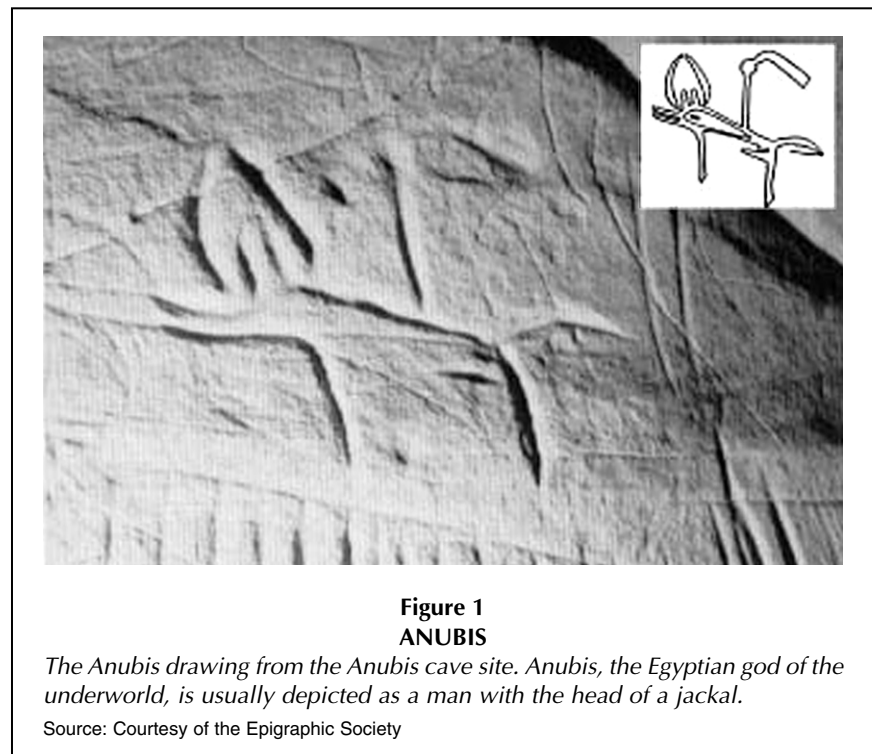 Figure 1
ANUBIS
The Anubis drawing from the Anubis cave site. Anubis, the Egyptian god of the
underworld, is usually depicted as a man with the head of a jackal.
Source: Courtesy of the Epigraphic Society